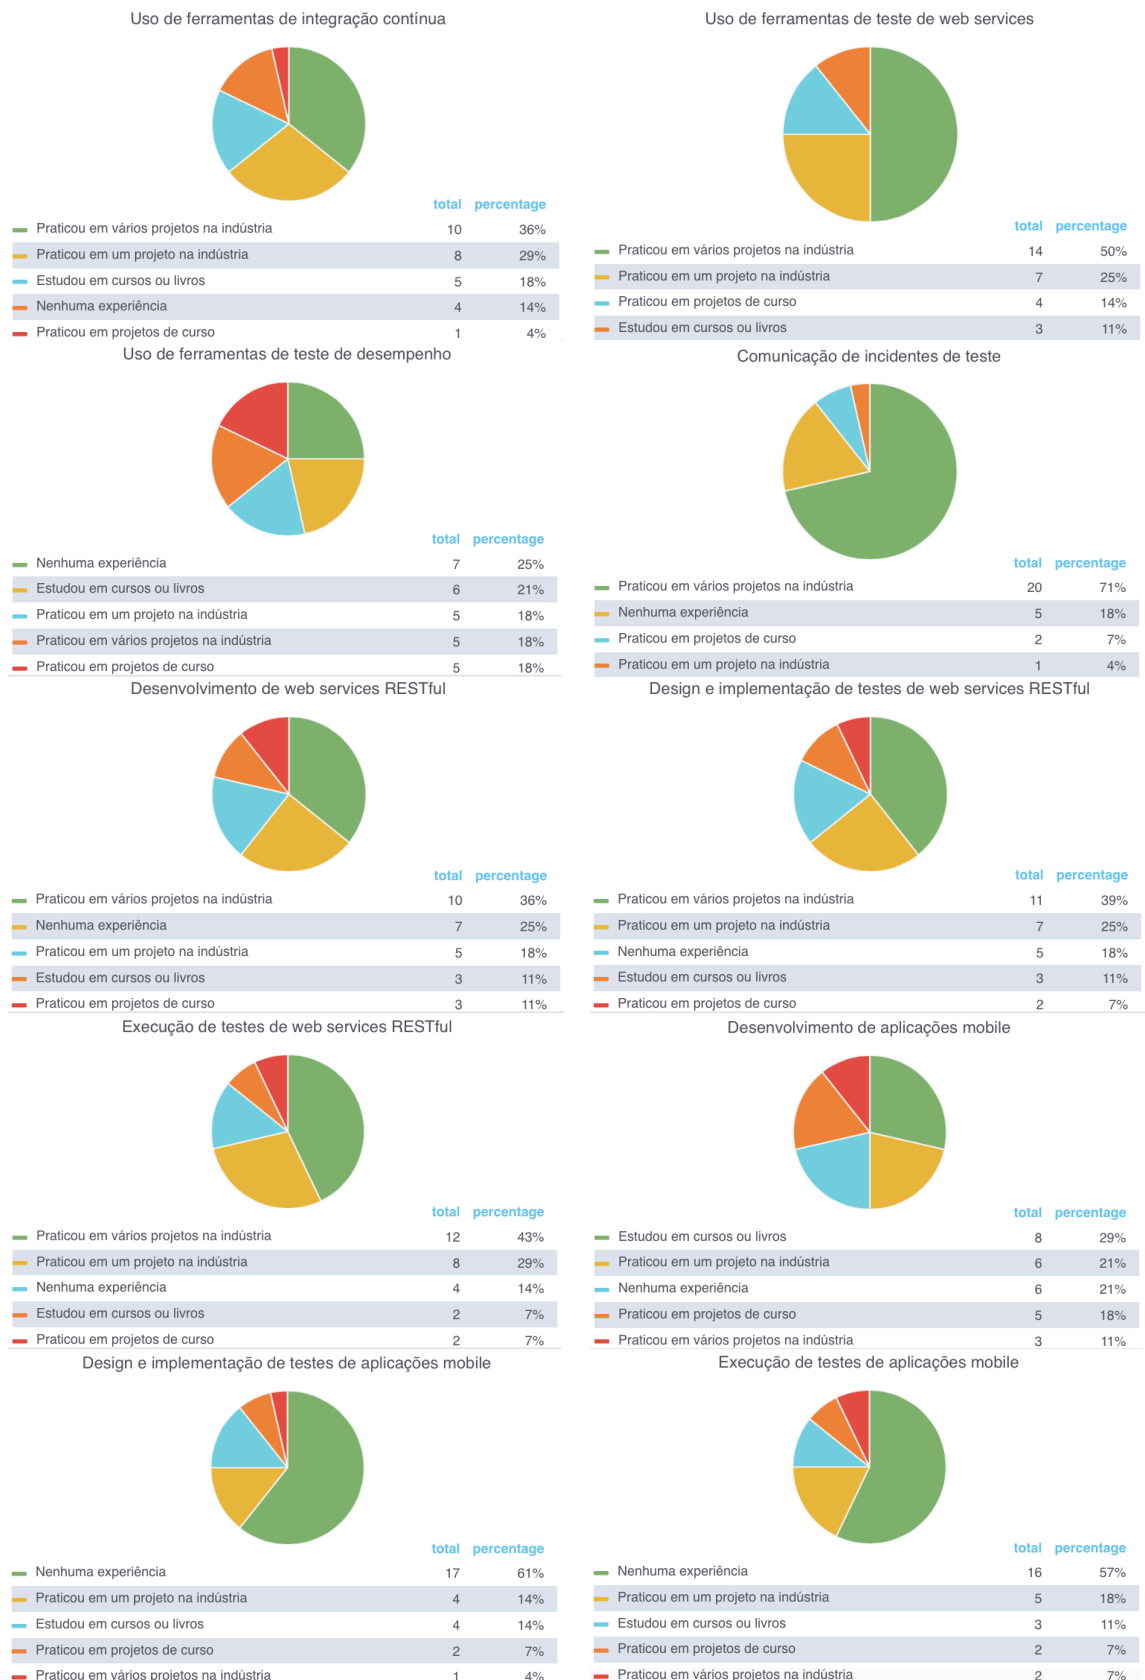 Uso de ferramentas de integração contínua
total percentage
Praticou em vários projetos na indústria 10 36%
Praticou em um projeto na indústria 8 29%
Estudou em cursos ou livros 5 18%
Nenhuma experiência 4 14%
Praticou em projetos de curso 1 4%
Uso de ferramentas de teste de web services
total percentage
Praticou em vários projetos na indústria 14 50%
Praticou em um projeto na indústria 7 25%
Praticou em projetos de curso 4 14%
Estudou em cursos ou livros 3 11%
Uso de ferramentas de teste de desempenho
total percentage
Nenhuma experiência 7 25%
Estudou em cursos ou livros 6 21%
Praticou em um projeto na indústria 5 18%
Praticou em vários projetos na indústria 5 18%
Praticou em projetos de curso 5 18%
Comunicação de incidentes de teste
total percentage
Praticou em vários projetos na indústria 20 71%
Nenhuma experiência 5 18%
Praticou em projetos de curso 2 7%
Praticou em um projeto na indústria 1 4%
Desenvolvimento de web services RESTful
total percentage
Praticou em vários projetos na indústria 10 36%
Nenhuma experiência 7 25%
Praticou em um projeto na indústria 5 18%
Estudou em cursos ou livros 3 11%
Praticou em projetos de curso 3 11%
Design e implementação de testes de web services RESTful
total percentage
Praticou em vários projetos na indústria 11 39%
Praticou em um projeto na indústria 7 25%
Nenhuma experiência 5 18%
Estudou em cursos ou livros 3 11%
Praticou em projetos de curso 2 7%
Execução de testes de web services RESTful
total percentage
Praticou em vários projetos na indústria 12 43%
Praticou em um projeto na indústria 8 29%
Nenhuma experiência 4 14%
Estudou em cursos ou livros 2 7%
Praticou em projetos de curso 2 7%
Desenvolvimento de aplicações mobile
total percentage
Estudou em cursos ou livros 8 29%
Praticou em um projeto na indústria 6 21%
Nenhuma experiência 6 21%
Praticou em projetos de curso 5 18%
Praticou em vários projetos na indústria 3 11%
Design e implementação de testes de aplicações mobile
total percentage
Nenhuma experiência 17 61%
Praticou em um projeto na indústria 4 14%
Estudou em cursos ou livros 4 14%
Praticou em projetos de curso 2 7%
Praticou em vários projetos na indústria 1 4%
Execução de testes de aplicações mobile
total percentage
Nenhuma experiência 16 57%
Praticou em um projeto na indústria 5 18%
Estudou em cursos ou livros 3 11%
Praticou em projetos de curso 2 7%
Praticou em vários projetos na indústria 2 7%